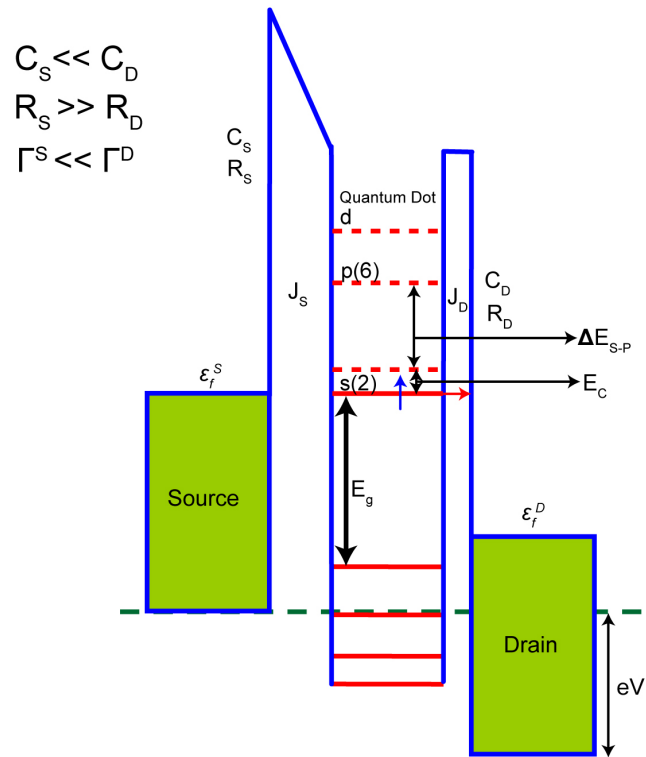 C_S << C_D
R_S >> R_D
Γ^S << Γ^D
C_S
R_S
Quantum Dot
d
p(6)
J_S
J_D
C_D
R_D
ΔE_S-P
s(2)
E_C
ε_f^S
Source
E_g
ε_f^D
Drain
eV